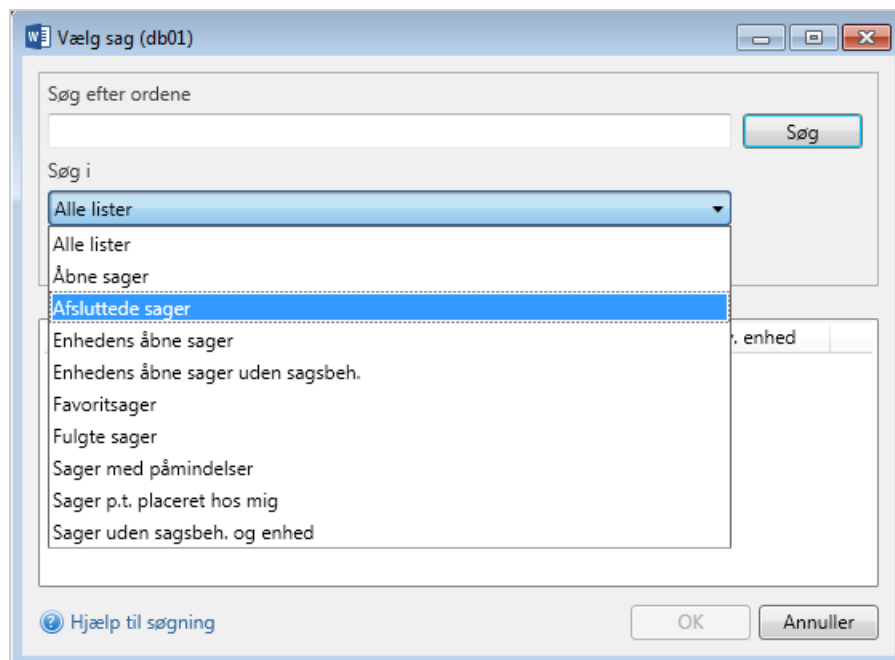 Vælg sag (db01)
Søg efter ordene
Søg
Søg i
Alle lister
Alle lister
Åbne sager
Afsluttede sager
Enhedens åbne sager
. enhed
Enhedens åbne sager uden sagsbeh.
Favoritsager
Fulgte sager
Sager med påmindelser
Sager p.t. placeret hos mig
Sager uden sagsbeh. og enhed
Hjælp til søgning
OK
Annuller